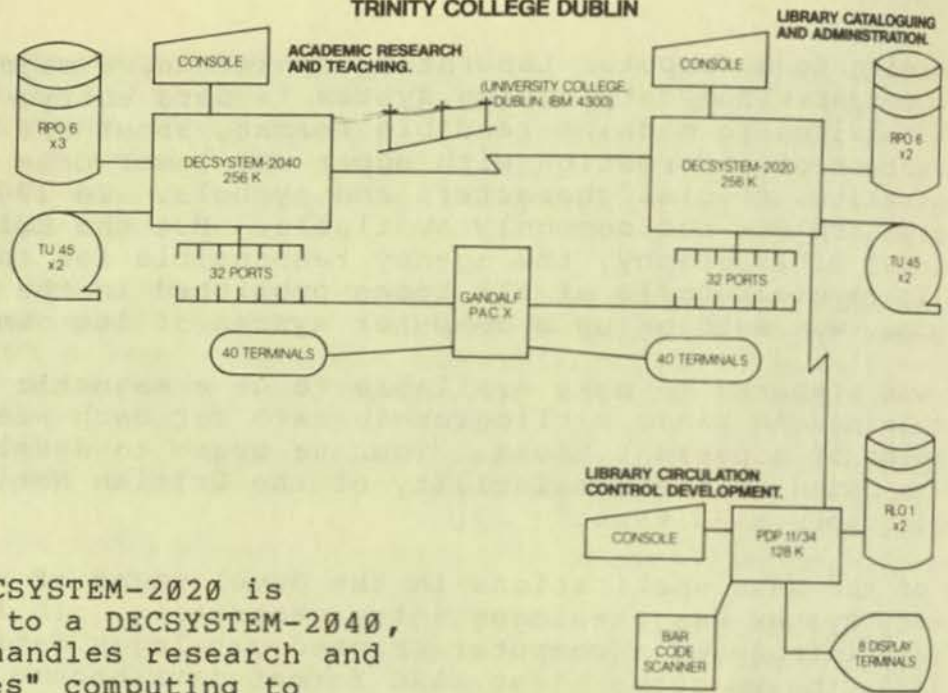 TRINITY COLLEGE DUBLIN
LIBRARY CATALOGUING
AND ADMINISTRATION.
ACADEMIC RESEARCH
AND TEACHING.
CONSOLE
CONSOLE
(UNIVERSITY COLLEGE,
DUBLIN. IBM 4300)
RPO 6
x3
DECSYSTEM-2040
256 K
DECSYSTEM-2020
256 K
RPO 6
x2
TU 45
x2
32 PORTS
GANDALF
PAC X
32 PORTS
TU 45
x2
40 TERMINALS
40 TERMINALS
LIBRARY CIRCULATION
CONTROL DEVELOPMENT.
CONSOLE
PDP 11/34
128 K
RLO 1
x2
BAR
CODE
SCANNER
8 DISPLAY
TERMINALS
CSYSTEM-2020 is
to a DECSYSTEM-2040,
handles research and
es" computing to